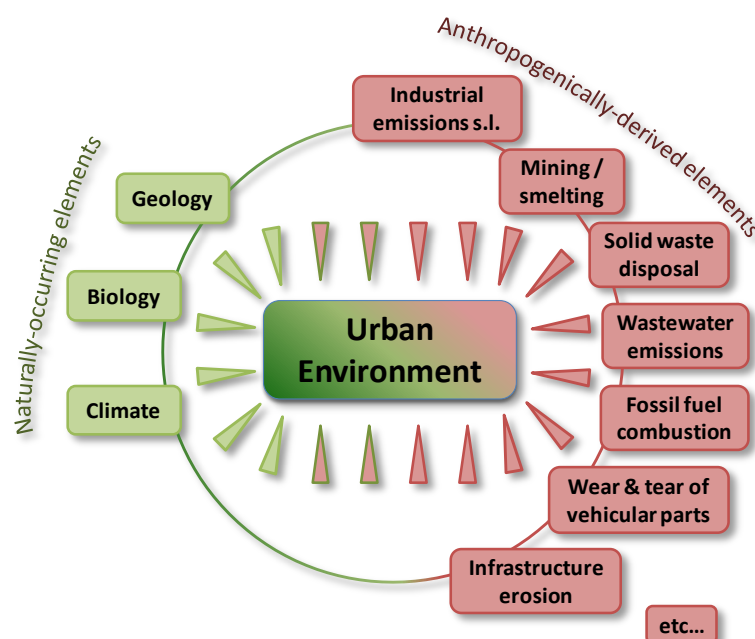 Anthropogenically-derived elements
Naturally-occurring elements
Industrial
emissions s.l.
Mining /
smelting
Geology
Solid waste
disposal
Biology
Urban
Environment
Wastewater
emissions
Climate
Fossil fuel
combustion
Wear & tear of
vehicular parts
Infrastructure
erosion
etc...